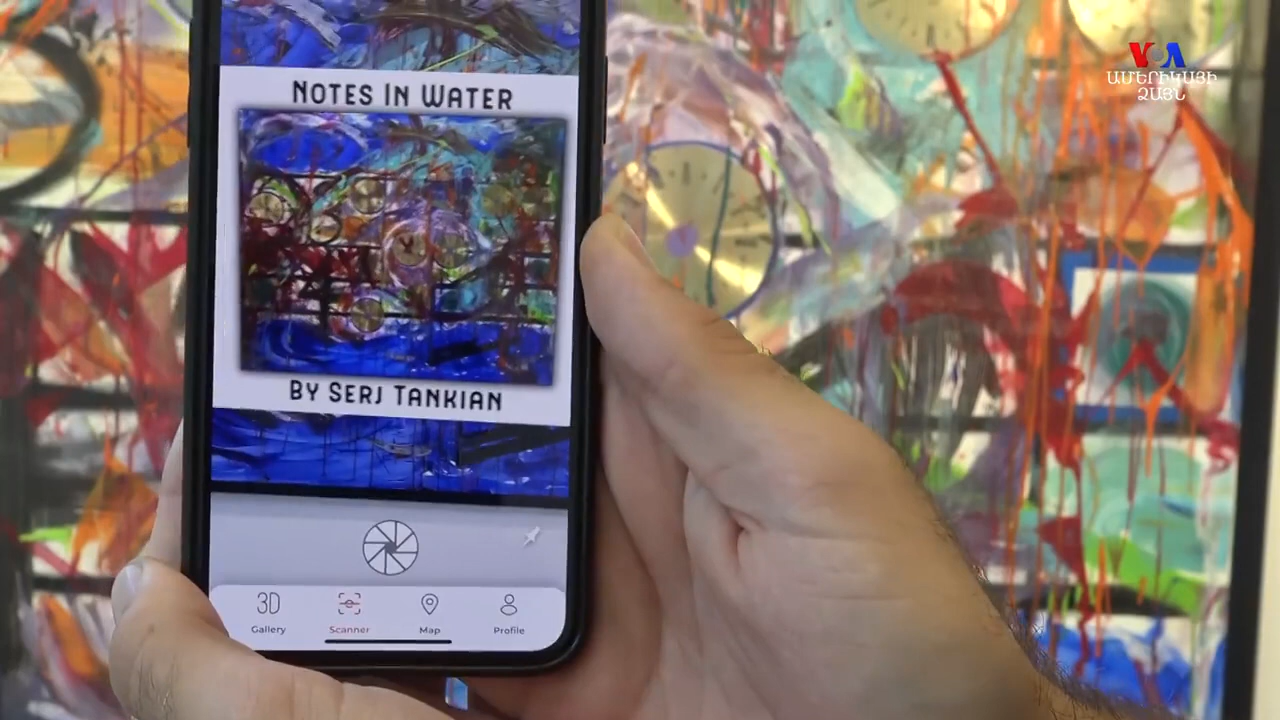 NOTES IN WATER
BY SERJ TANKIAN
3D
Gallery
Scanner
Map
Profile
VOA
ԱՄԵՐԻԿԱՅԻ
ՁԱՅՆ